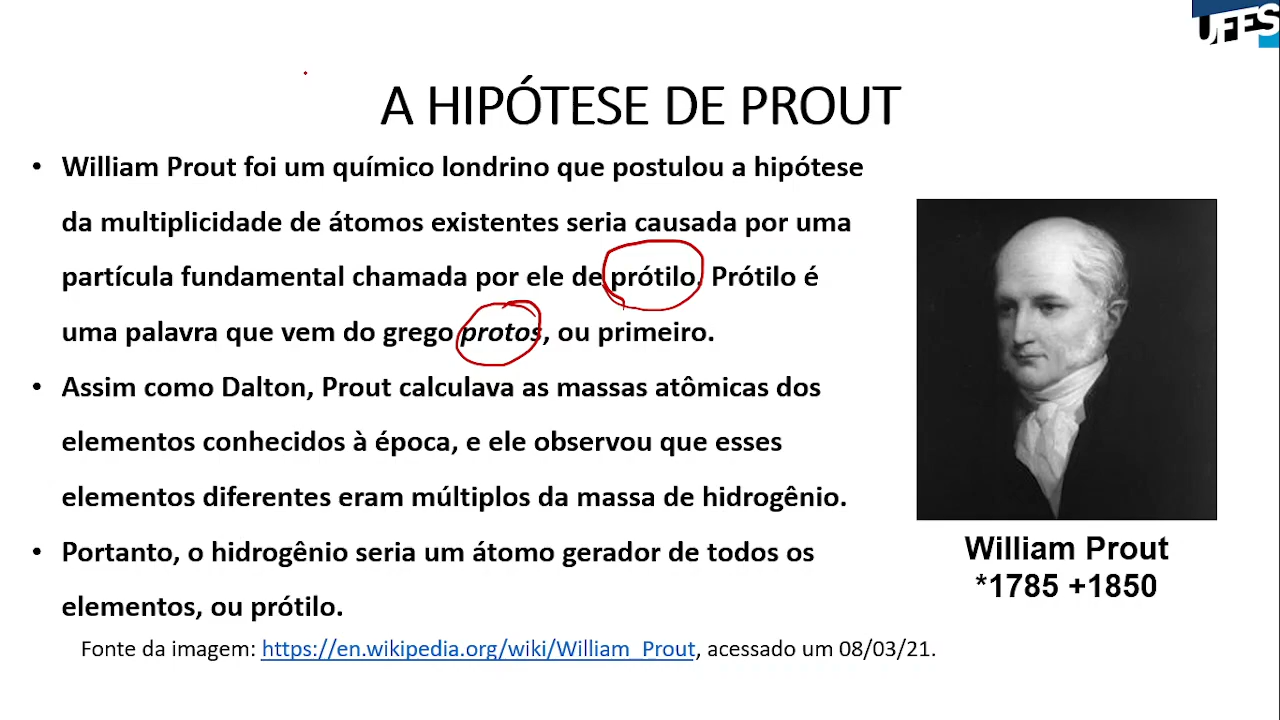 UFES
A HIPÓTESE DE PROUT
• William Prout foi um químico londrino que postulou a hipótese
da multiplicidade de átomos existentes seria causada por uma
partícula fundamental chamada por ele de prótilo. Prótilo é
uma palavra que vem do grego protos, ou primeiro.
• Assim como Dalton, Prout calculava as massas atômicas dos
elementos conhecidos à época, e ele observou que esses
elementos diferentes eram múltiplos da massa de hidrogênio.
• Portanto, o hidrogênio seria um átomo gerador de todos os
elementos, ou prótilo.
William Prout
*1785 +1850
Fonte da imagem: https://en.wikipedia.org/wiki/William_Prout, acessado um 08/03/21.